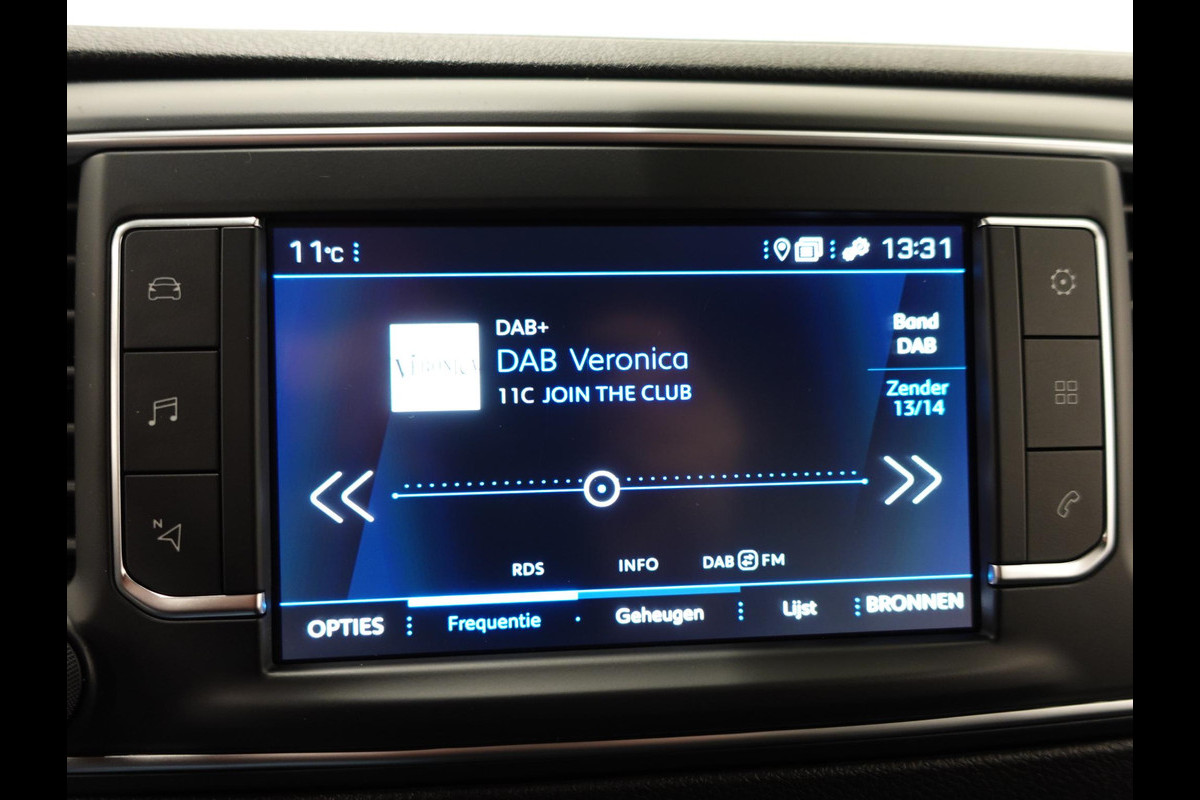 11°C
13:31
VERONICA
DAB+
DAB Veronica
11C JOIN THE CLUB
Band
DAB
Zender
13/14
N
RDS
INFO
DAB FM
OPTIES
Frequentie
Geheugen
Lijst
BRONNEN